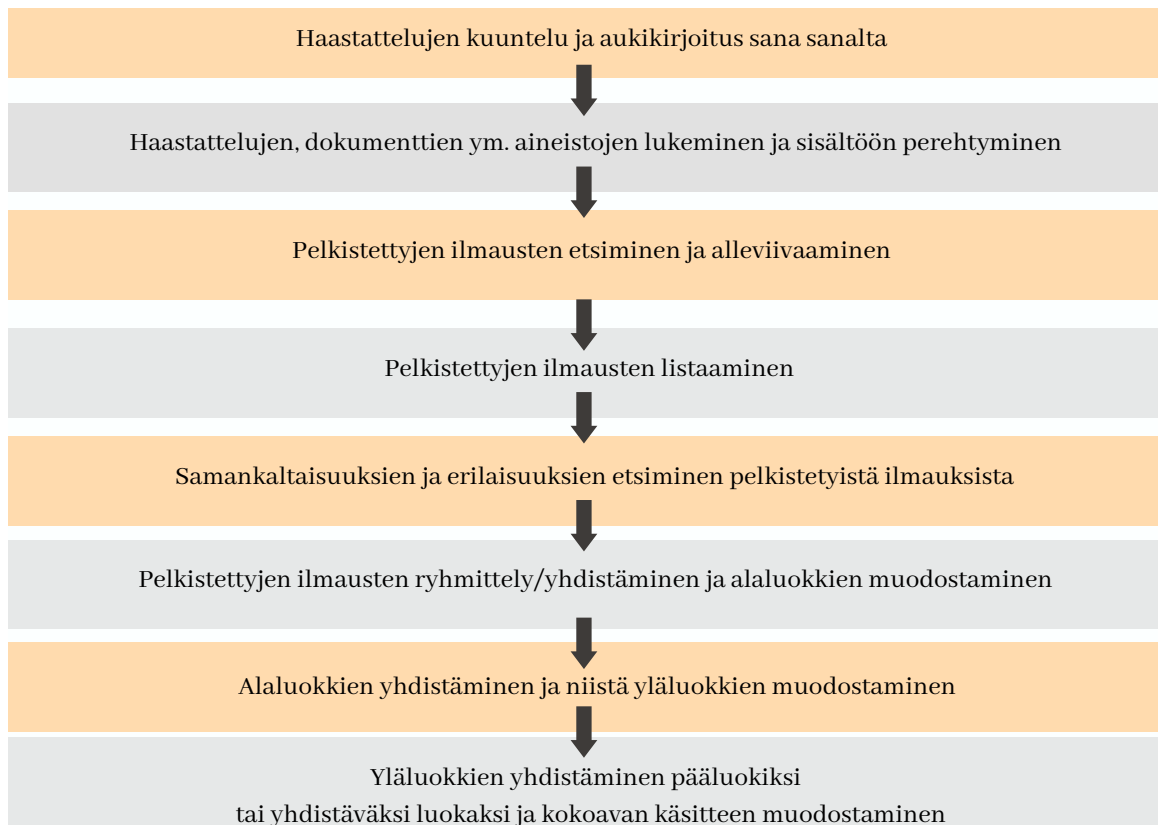 Haastattelujen kuuntelu ja aukikirjoitus sana sanalta
Haastattelujen, dokumenttien ym. aineistojen lukeminen ja sisältöön perehtyminen
Pelkistettyjen ilmausten etsiminen ja alleviivaaminen
Pelkistettyjen ilmausten listaaminen
Samankaltaisuuksien ja erilaisuuksien etsiminen pelkistetyistä ilmauksista
Pelkistettyjen ilmausten ryhmittely/yhdistäminen ja alaluokkien muodostaminen
Alaluokkien yhdistäminen ja niistä yläluokkien muodostaminen
Yläluokkien yhdistäminen pääluokiksi
tai yhdistäväksi luokaksi ja kokoavan käsitteen muodostaminen